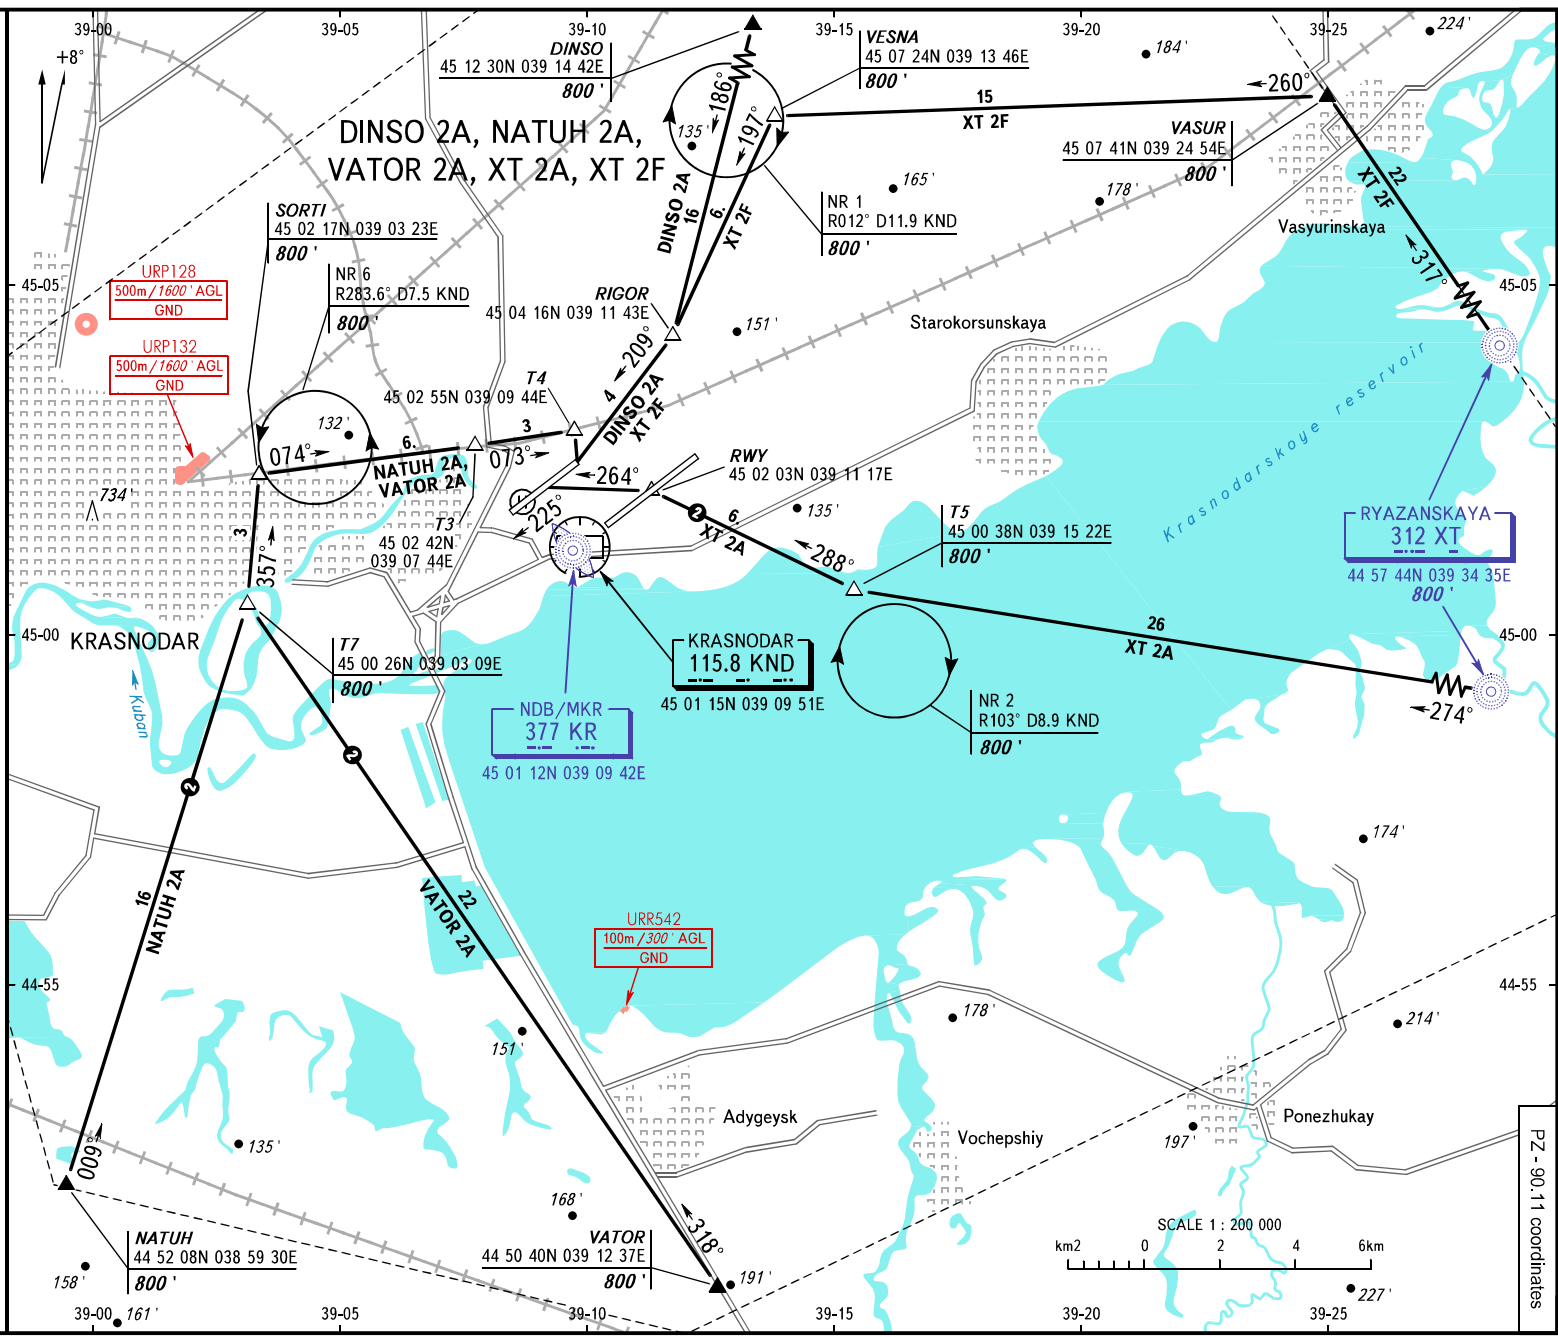 39-00
39-05
39-10
39-15
39-20
39-25
+8°
224'
184'
DINSO
45 12 30N 039 14 42E
800 '
VESNA
45 07 24N 039 13 46E
800 '
186°
197°
135'
←260°
15
XT 2F
VASUR
45 07 41N 039 24 54E
800 '
DINSO 2A, NATUH 2A,
VATOR 2A, XT 2A, XT 2F
DINSO 2A
16
6.
XT 2F
165'
178'
NR 1
R012° D11.9 KND
800 '
22
XT 2F
Vasyurinskaya
317°
SORTI
45 02 17N 039 03 23E
800 '
NR 6
R283.6° D7.5 KND
800 '
URP128
500m/1600' AGL
GND
45-05
45-05
RIGOR
45 04 16N 039 11 43E
151'
Starokorsunskaya
URP132
500m/1600' AGL
GND
209°
4
DINSO 2A
XT 2F
T4
45 02 55N 039 09 44E
Krasnodarskoye reservoir
132'
074°
6.
NATUH 2A,
VATOR 2A
3
073°
264°
RWY
45 02 03N 039 11 17E
734'
225°
2
6.
XT 2A
135'
288°
T3
45 02 42N
039 07 44E
T5
45 00 38N 039 15 22E
800 '
RYAZANSKAYA
312 XT
44 57 44N 039 34 35E
800 '
3
357°
45-00
45-00
KRASNODAR
T7
45 00 26N 039 03 09E
800 '
KRASNODAR
115.8 KND
45 01 15N 039 09 51E
26
XT 2A
Kuban
NDB/MKR
377 KR
45 01 12N 039 09 42E
NR 2
R103° D8.9 KND
800 '
274°
2
2
174'
16
NATUH 2A
22
VATOR 2A
URR542
100m/300' AGL
GND
44-55
44-55
178'
214'
151'
009°
135'
Adygeysk
Vochepshiy
Ponezhukay
197'
168'
318°
NATUH
44 52 08N 038 59 30E
800 '
VATOR
44 50 40N 039 12 37E
800 '
191'
158'
161'
SCALE 1 : 200 000
km2 0 2 4 6km
227'
39-00
39-05
39-10
39-15
39-20
39-25
PZ - 90.11 coordinates